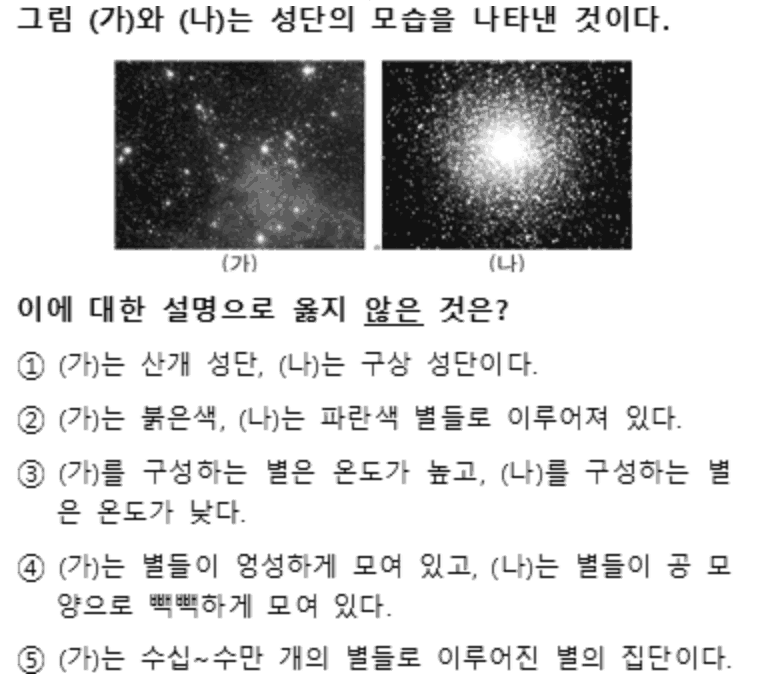 그림 (가)와 (나)는 성단의 모습을 나타낸 것이다.
(가) (나)
이에 대한 설명으로 옳지 않은 것은?
① (가)는 산개 성단, (나)는 구상 성단이다.
② (가)는 붉은색, (나)는 파란색 별들로 이루어져 있다.
③ (가)를 구성하는 별은 온도가 높고, (나)를 구성하는 별
은 온도가 낮다.
④ (가)는 별들이 엉성하게 모여 있고, (나)는 별들이 공 모
양으로 빽빽하게 모여 있다.
⑤ (가)는 수십~수만 개의 별들로 이루어진 별의 집단이다.